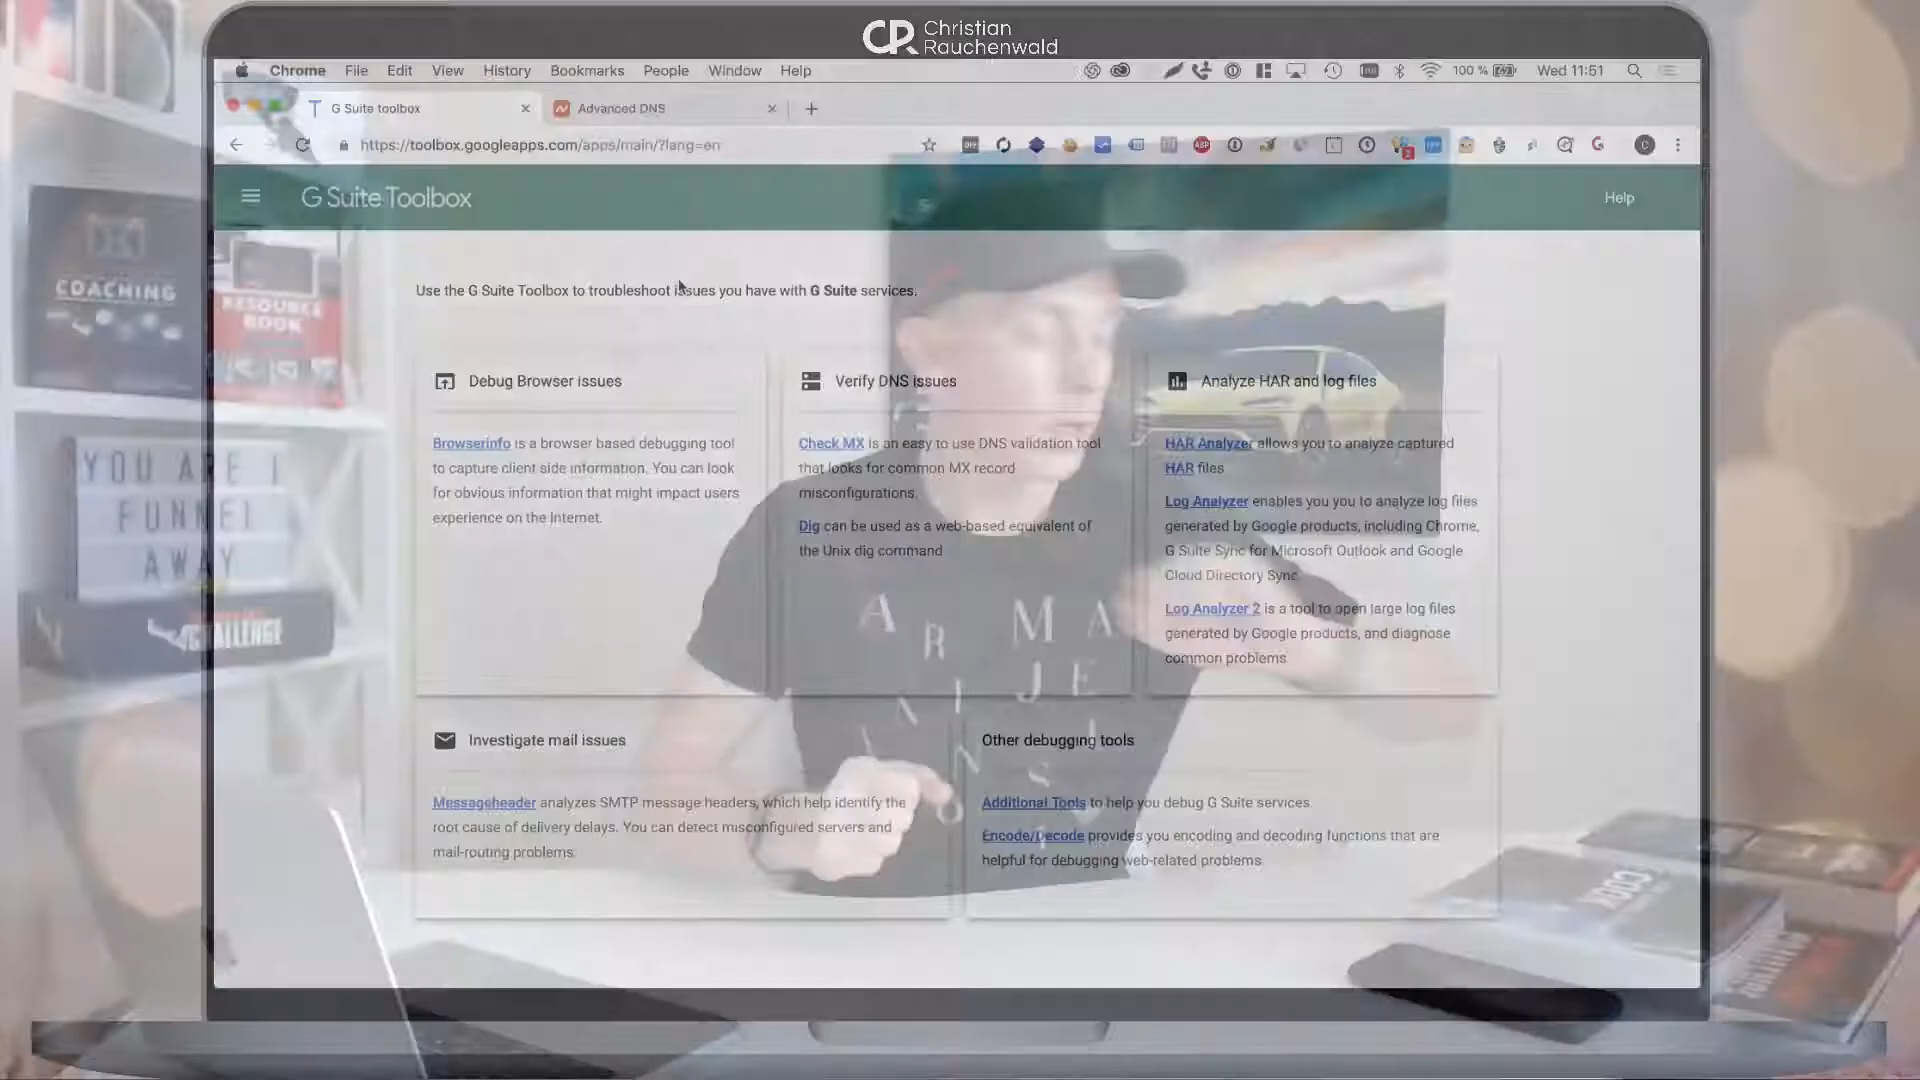 Christian
Rauchenwald
Chrome File Edit View History Bookmarks People Window Help
100 % Wed 11:51
G Suite toolbox
Advanced DNS
https://toolbox.googleapps.com/apps/main/?lang=en
G Suite Toolbox
Help
Use the G Suite Toolbox to troubleshoot issues you have with G Suite services.
Debug Browser issues
Browserinfo is a browser based debugging tool
to capture client side information. You can look
for obvious information that might impact users
experience on the Internet.
Verify DNS issues
Check MX is an easy to use DNS validation tool
that looks for common MX record
misconfigurations.
Dig can be used as a web-based equivalent of
the Unix dig command
Analyze HAR and log files
HAR Analyzer allows you to analyze captured
HAR files
Log Analyzer enables you you to analyze log files
generated by Google products, including Chrome,
G Suite Sync for Microsoft Outlook and Google
Cloud Directory Sync.
Log Analyzer 2 is a tool to open large log files
generated by Google products, and diagnose
common problems.
Investigate mail issues
Messageheader analyzes SMTP message headers, which help identify the
root cause of delivery delays. You can detect misconfigured servers and
mail-routing problems.
Other debugging tools
Additional Tools to help you debug G Suite services.
Encode/Decode provides you encoding and decoding functions that are
helpful for debugging web-related problems.
COACHING
RESOURCE
BOOK
YOU ARE 1
FUNNEL
AWAY
A R M A
J E